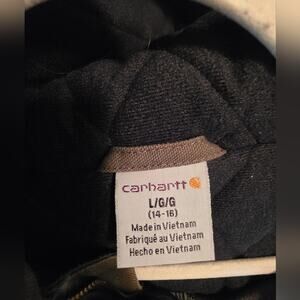 carhartt
L/G/G
(14-16)
Made in Vietnam
Fabriqué au Vietnam
Hecho en Vietnam